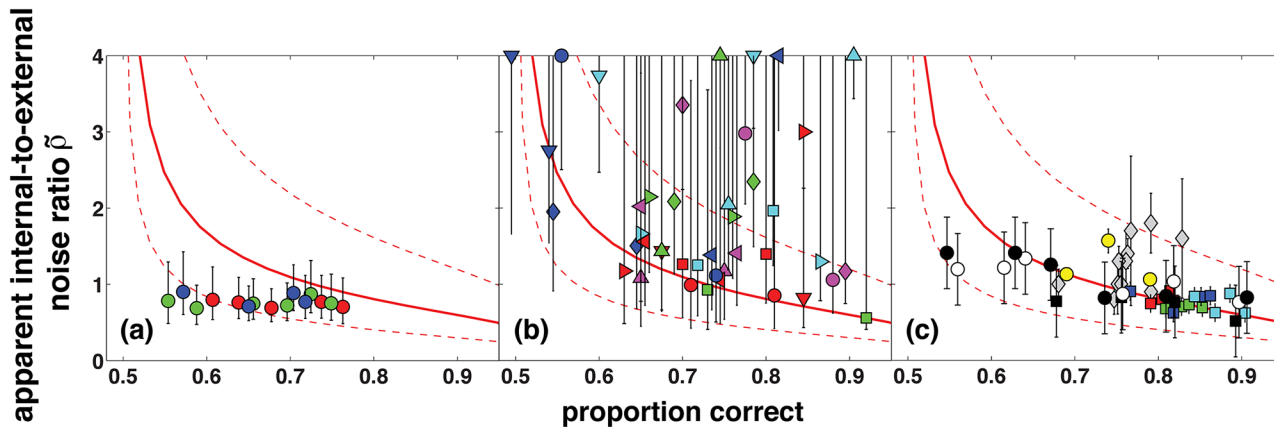 apparent internal-to-external
noise ratio ρ̃
4
3
2
1
0
(a)
(b)
(c)
0.5 0.6 0.7 0.8 0.9
0.5 0.6 0.7 0.8 0.9
0.5 0.6 0.7 0.8 0.9
proportion correct